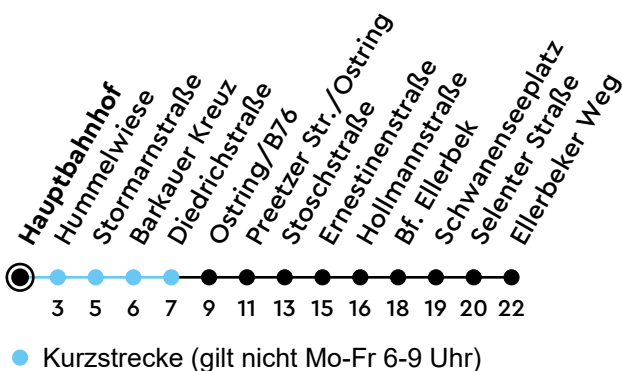 Hauptbahnhof
Hummelwiese
Stormarnstraße
Barkauer Kreuz
Diedrichstraße
Ostring/B76
Preetzer Str./Ostring
Stoschstraße
Ernestinenstraße
Hollmannstraße
Bf. Ellerbek
Schwanenseeplatz
Selenter Straße
Ellerbeker Weg
3 5 6 7 9 11 13 15 16 18 19 20 22
Kurzstrecke (gilt nicht Mo-Fr 6-9 Uhr)